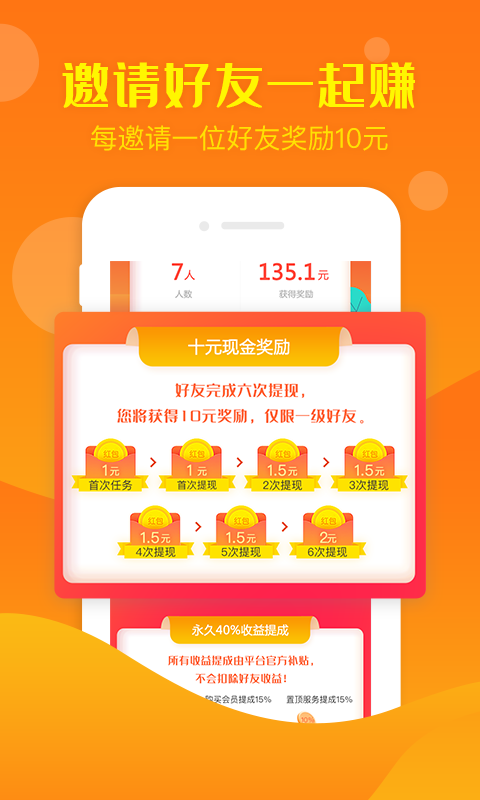 邀请好友一起赚
每邀请一位好友奖励10元
7人
135.1元
人数
获得奖励
十元现金奖励
好友完成六次提现，
您将获得10元奖励，仅限一级好友。
红包 红包 红包 红包
1元 1元 1.5元 1.5元
首次任务 首次提现 2次提现 3次提现
红包 红包 红包
1.5元 1.5元 2元
4次提现 5次提现 6次提现
永久40%收益提成
所有收益提成由平台官方补贴，
不会扣除好友收益！
购买会员提成15% 置顶服务提成15%
10%